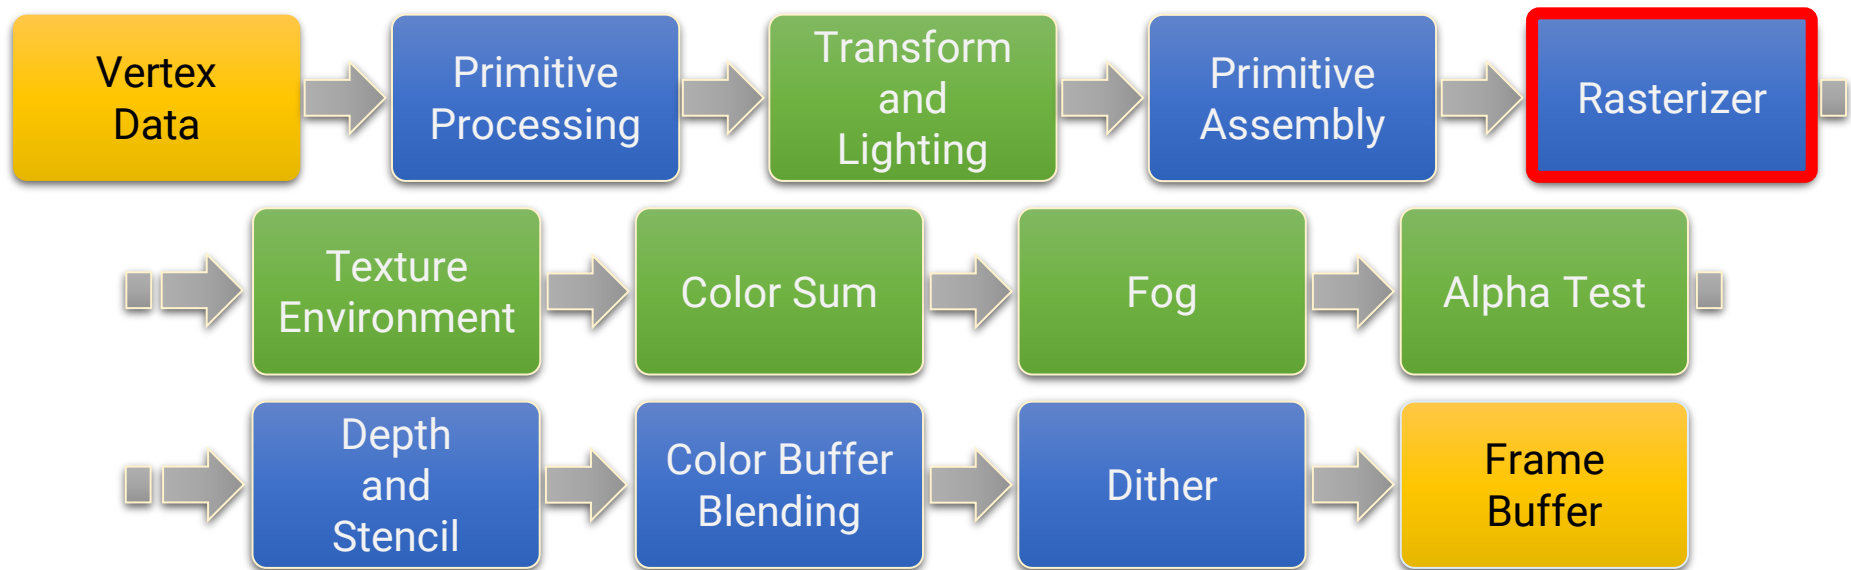 Vertex
Data
Primitive
Processing
Transform
and
Lighting
Primitive
Assembly
Rasterizer
Texture
Environment
Color Sum
Fog
Alpha Test
Depth
and
Stencil
Color Buffer
Blending
Dither
Frame
Buffer